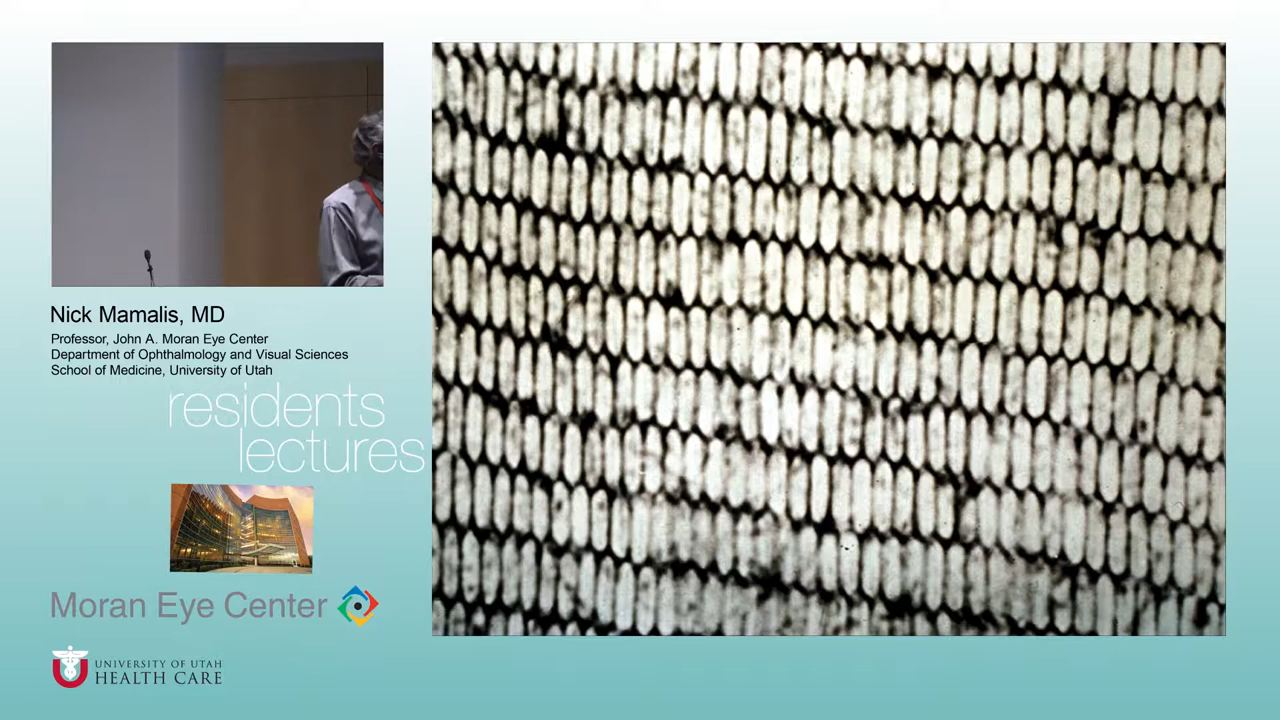 Nick Mamalis, MD
Professor, John A. Moran Eye Center
Department of Ophthalmology and Visual Sciences
School of Medicine, University of Utah
residents
lectures
Moran Eye Center
UNIVERSITY OF UTAH
HEALTH CARE